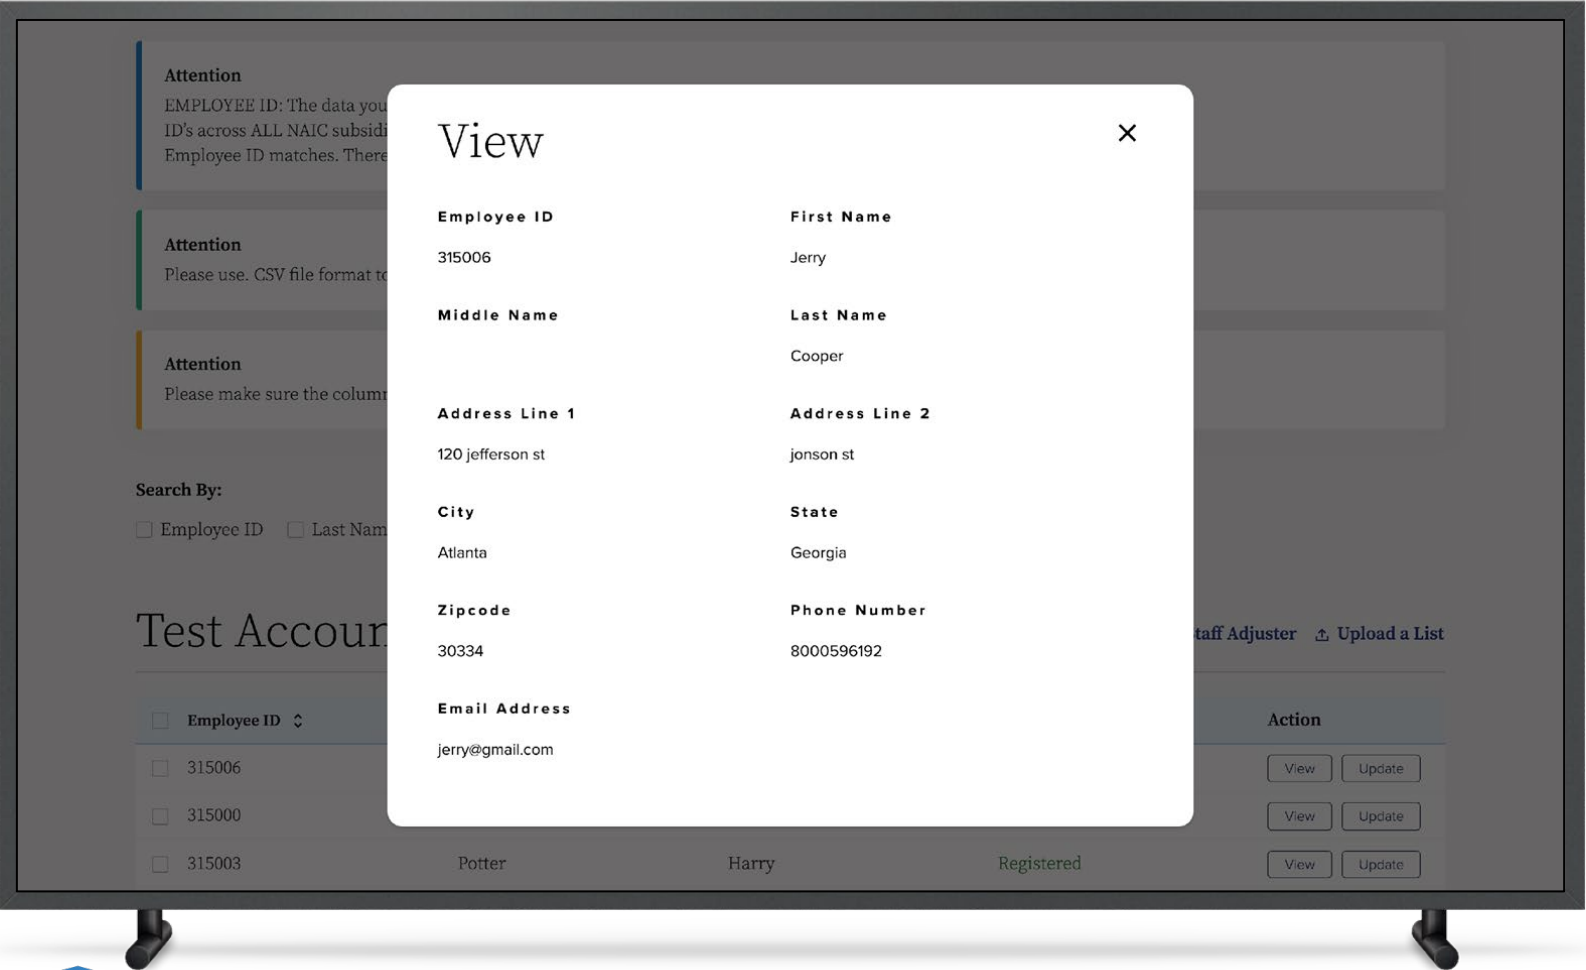 Attention
EMPLOYEE ID: The data you
ID's across ALL NAIC subsidi
Employee ID matches. There
Attention
Please use. CSV file format to
Attention
Please make sure the column
Search By:
Employee ID Last Nam
Test Accoun
taff Adjuster Upload a List
Employee ID Action
315006 View Update
315000 View Update
315003 Potter Harry Registered View Update
View
Employee ID First Name
315006 Jerry
Middle Name Last Name
Cooper
Address Line 1 Address Line 2
120 jefferson st jonson st
City State
Atlanta Georgia
Zipcode Phone Number
30334 8000596192
Email Address
jerry@gmail.com